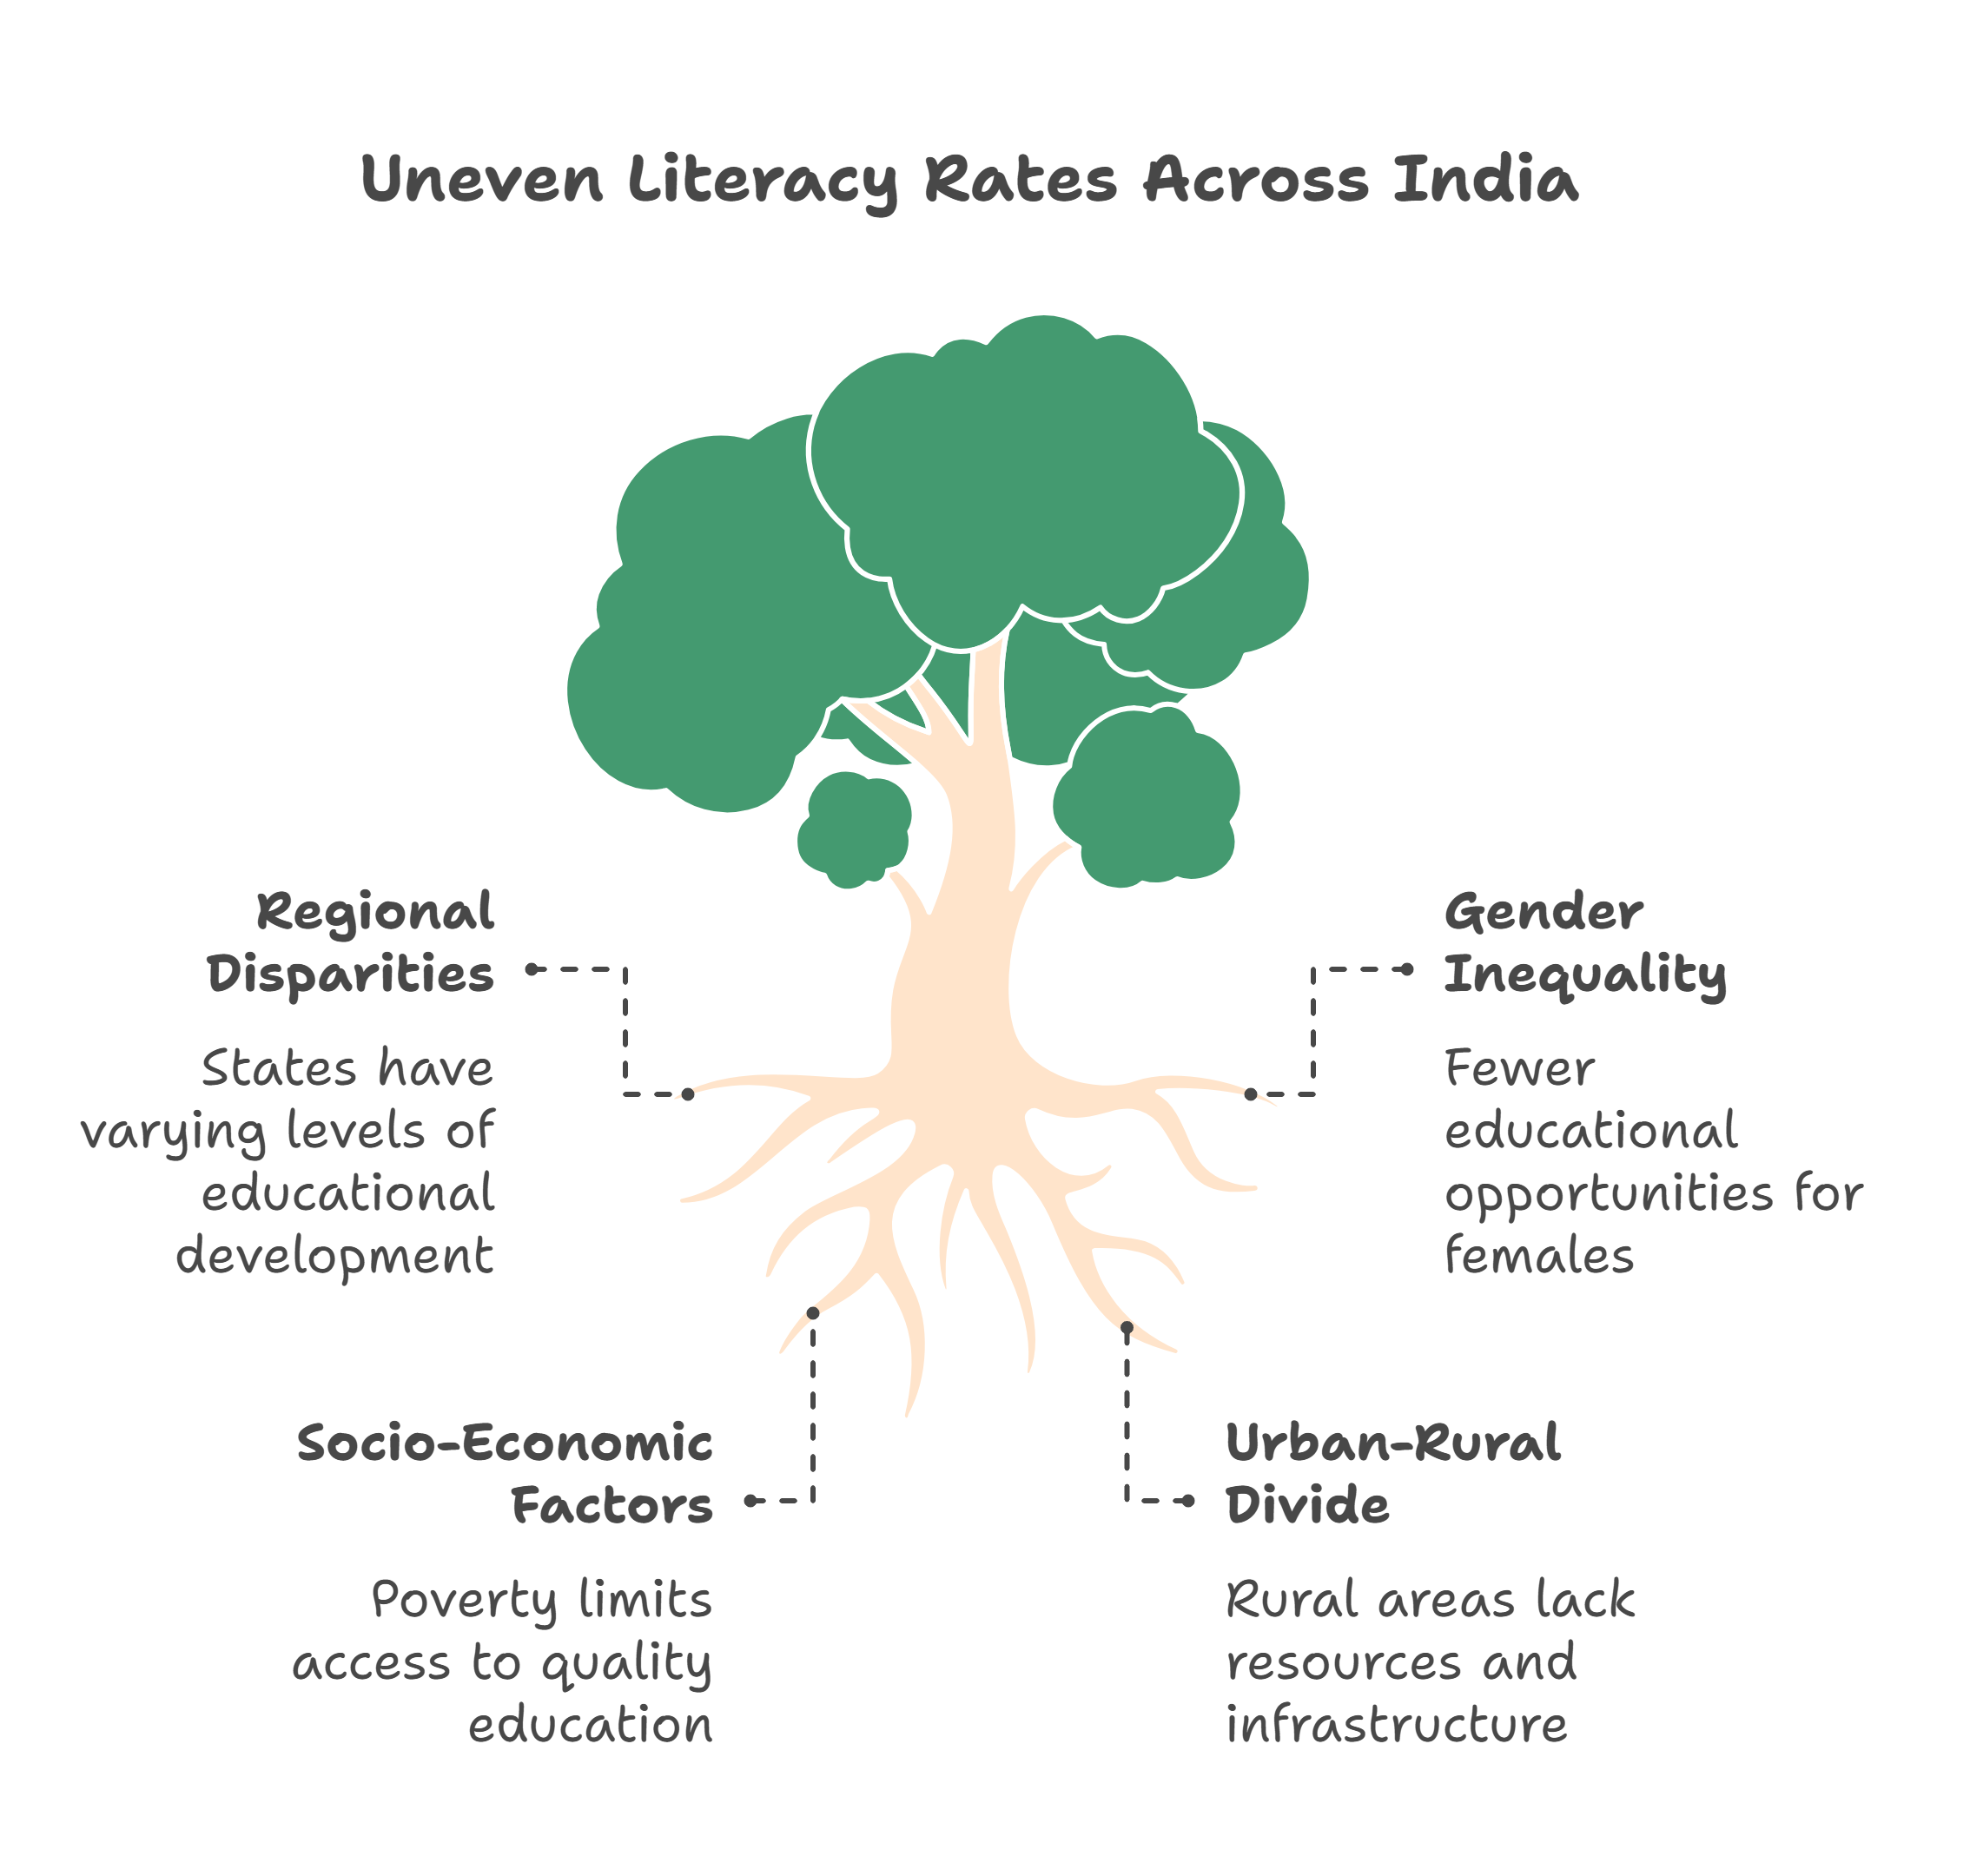 Uneven Literacy Rates Across India
Regional
Disparities
States have
varying levels of
educational
development
Gender
Inequality
Fewer
educational
opportunities for
females
Socio-Economic
Factors
Poverty limits
access to quality
education
Urban-Rural
Divide
Rural areas lack
resources and
infrastructure